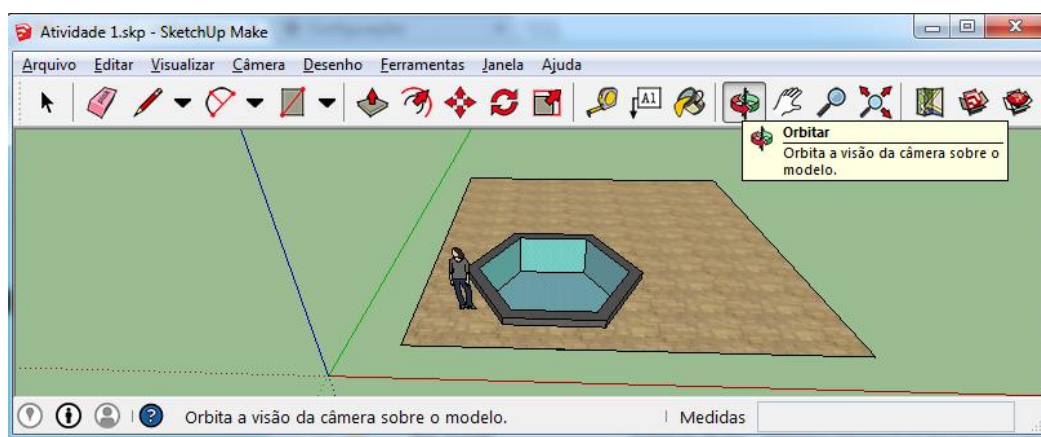 Atividade 1.skp - SketchUp Make
Arquivo Editar Visualizar Câmera Desenho Ferramentas Janela Ajuda
A1
Orbitar
Orbita a visão da câmera sobre o
modelo.
Orbita a visão da câmera sobre o modelo.
Medidas